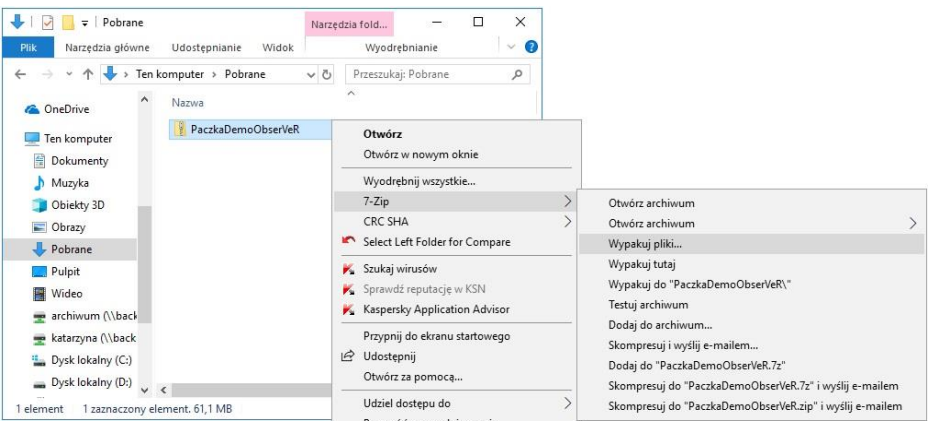 Pobrane
Narzędzia fold...
Plik
Narzędzia główne
Udostępnianie
Widok
Wyodrębnianie
Ten komputer > Pobrane
Przeszukaj: Pobrane
OneDrive
Ten komputer
Dokumenty
Muzyka
Obiekty 3D
Obrazy
Pobrane
Pulpit
Wideo
archiwum (\\back
katarzyna (\\back
Dysk lokalny (C:)
Dysk lokalny (D:)
Nazwa
PaczkaDemoObserVeR
1 element
1 zaznaczony element. 61,1 MB
Otwórz
Otwórz w nowym oknie
Wyodrębnij wszystkie...
7-Zip
CRC SHA
Select Left Folder for Compare
Szukaj wirusów
Sprawdź reputację w KSN
Kaspersky Application Advisor
Przypnij do ekranu startowego
Udostępnij
Otwórz za pomocą...
Udziel dostępu do
Otwórz archiwum
Otwórz archiwum
Wypakuj pliki...
Wypakuj tutaj
Wypakuj do "PaczkaDemoObserVeR\"
Testuj archiwum
Dodaj do archiwum...
Skompresuj i wyślij e-mailem...
Dodaj do "PaczkaDemoObserVeR.7z"
Skompresuj do "PaczkaDemoObserVeR.7z" i wyślij e-mailem
Skompresuj do "PaczkaDemoObserVeR.zip" i wyślij e-mailem